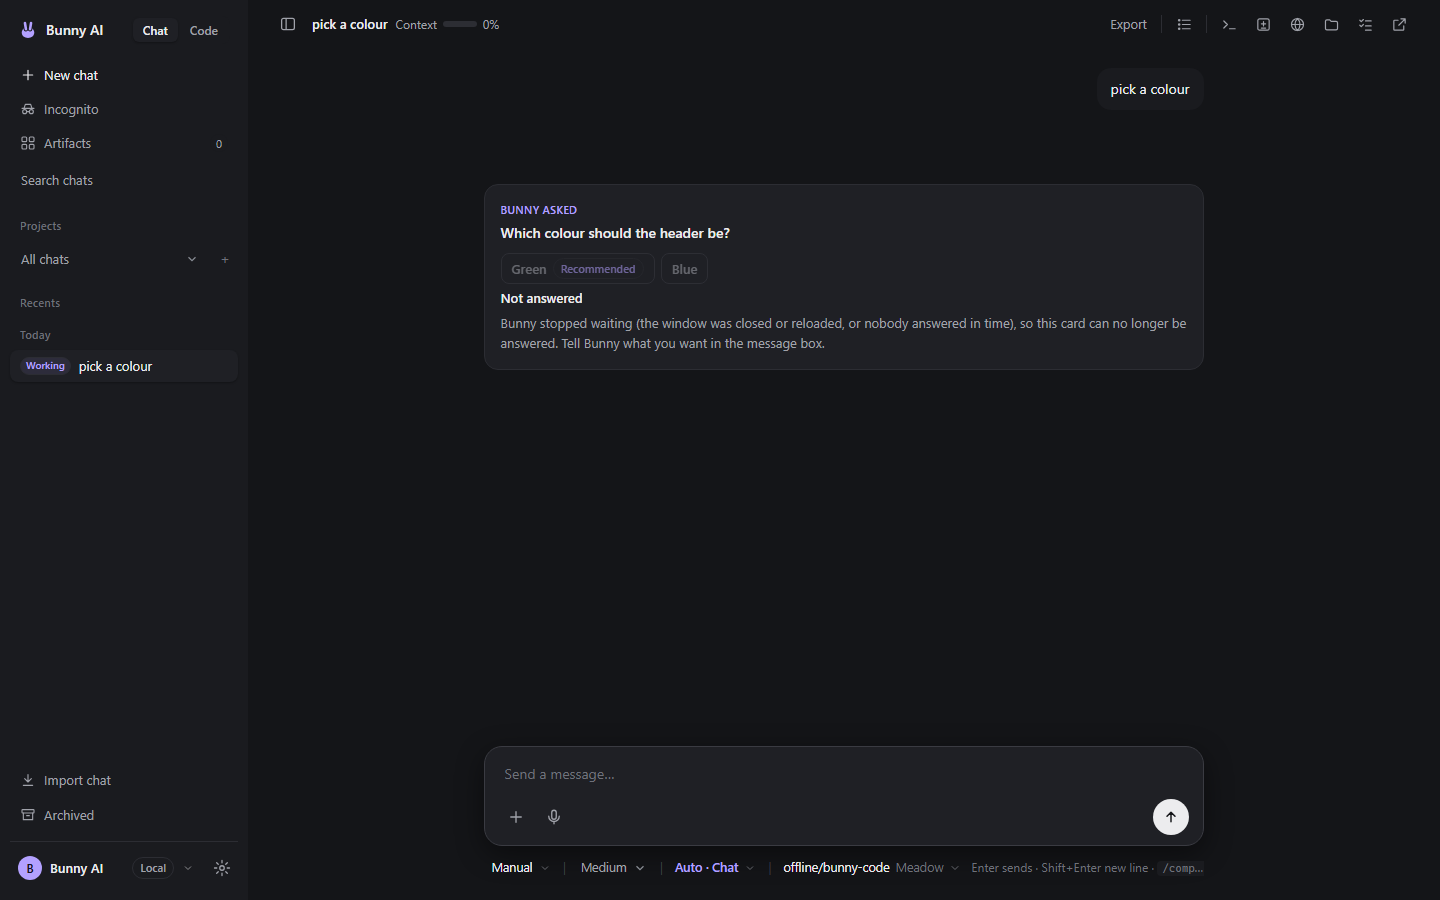 Bunny AI
Chat
Code
New chat
Incognito
Artifacts
0
Search chats
Projects
All chats
+
Recents
Today
Working
pick a colour
Import chat
Archived
B
Bunny AI
Local
pick a colour
Context
0%
Export
pick a colour
BUNNY ASKED
Which colour should the header be?
Green
Recommended
Blue
Not answered
Bunny stopped waiting (the window was closed or reloaded, or nobody answered in time), so this card can no longer be
answered. Tell Bunny what you want in the message box.
Send a message...
Manual
Medium
Auto · Chat
offline/bunny-code
Meadow
Enter sends · Shift+Enter new line · /comp...